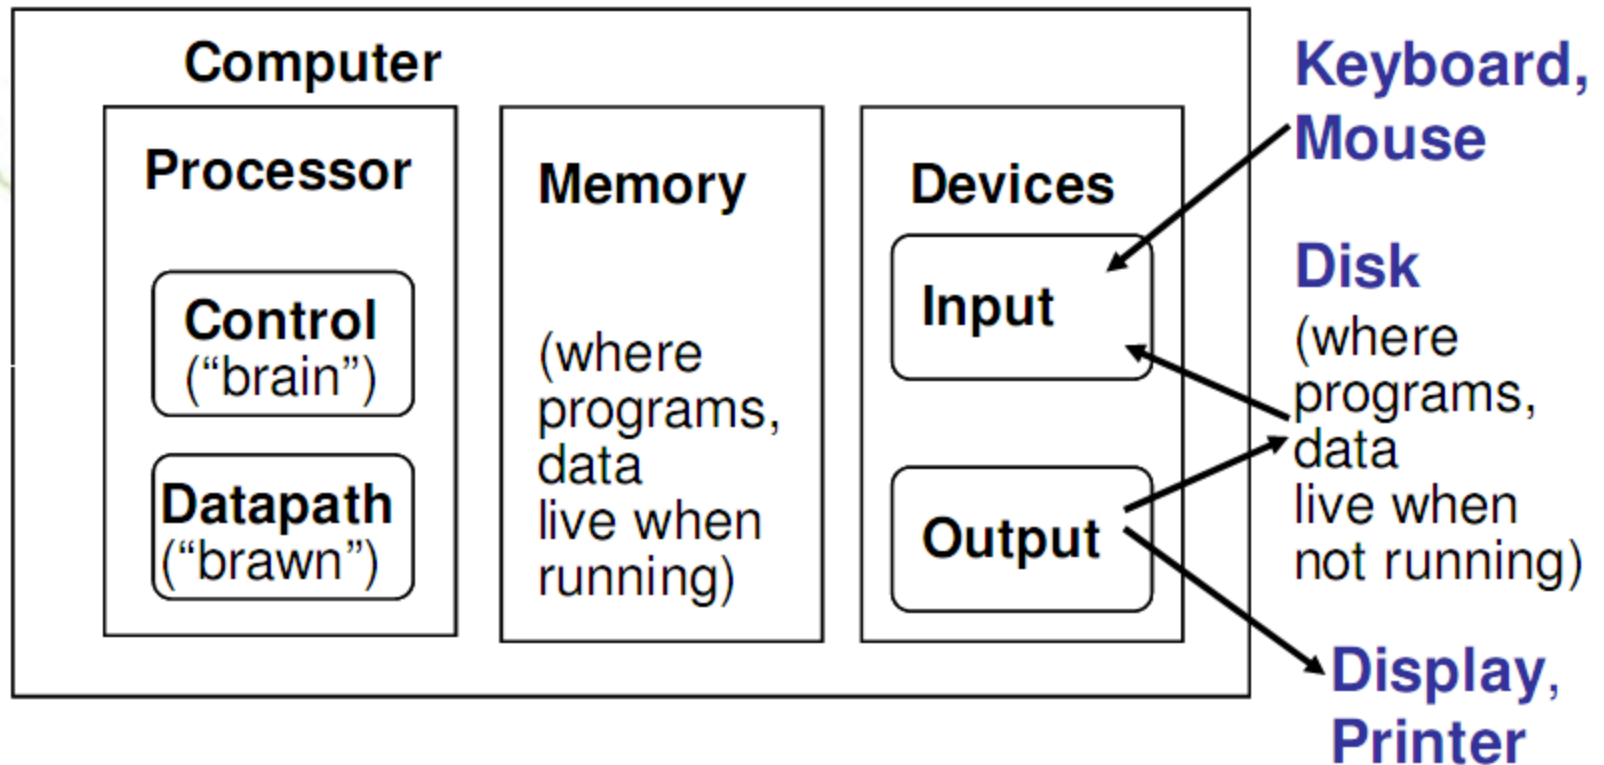 Computer
Processor
Control
(“brain”)
Datapath
(“brawn”)
Memory
(where
programs,
data
live when
running)
Devices
Input
Output
Keyboard,
Mouse
Disk
(where
programs,
data
live when
not running)
Display,
Printer